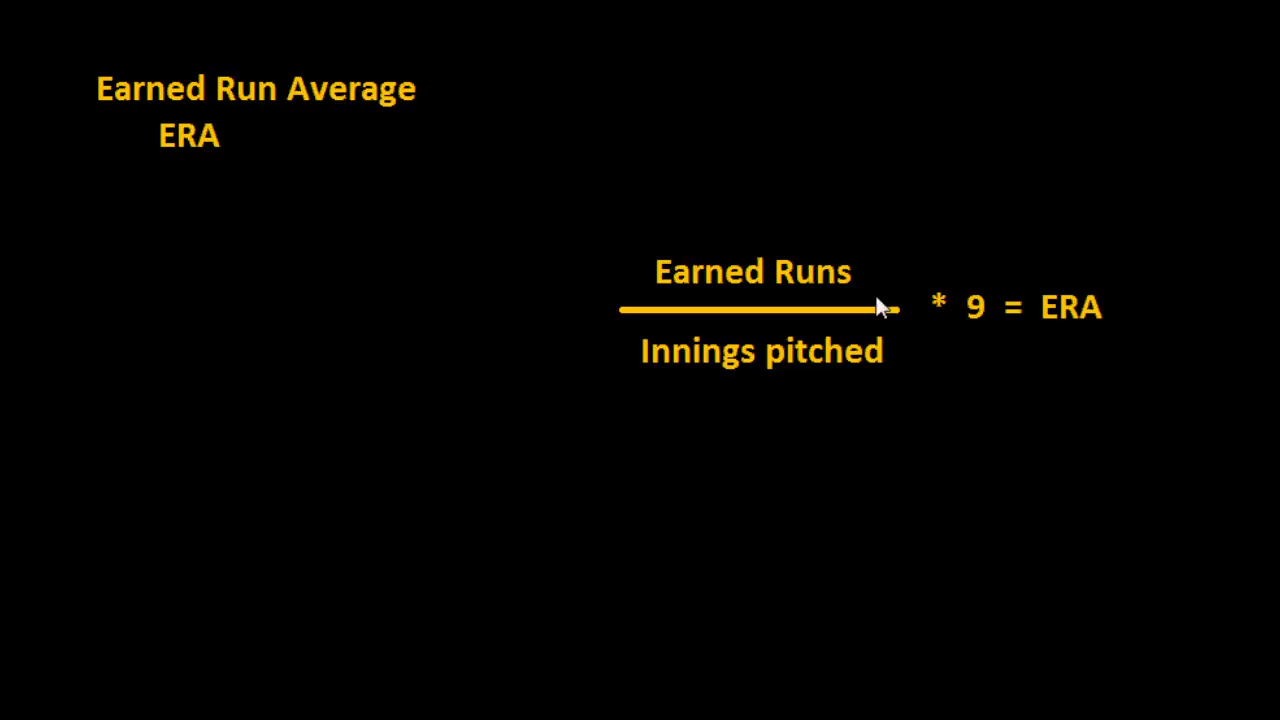 Earned Run Average
ERA
Earned Runs
Innings pitched
* 9 = ERA